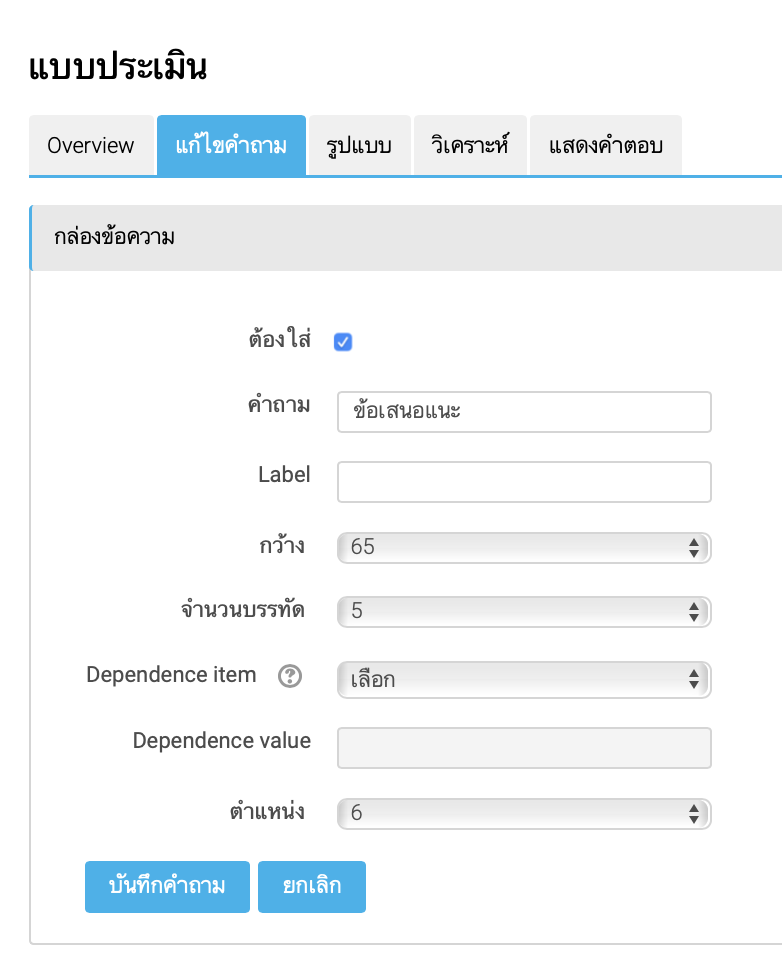 แบบประเมิน
Overview แก้ไขคำถาม รูปแบบ วิเคราะห์ แสดงคำตอบ
กล่องข้อความ
ต้องใส่
คำถาม ข้อเสนอแนะ
Label
กว้าง 65
จำนวนบรรทัด 5
Dependence item ? เลือก
Dependence value
ตำแหน่ง 6
บันทึกคำถาม ยกเลิก